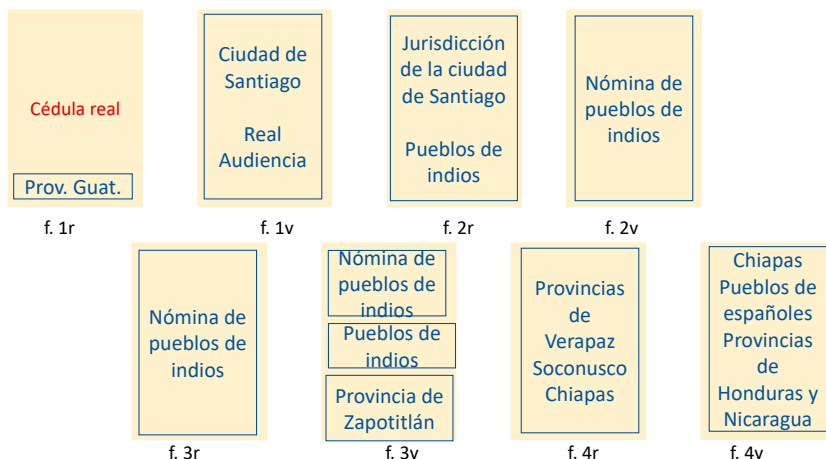 Cédula real
Prov. Guat.
f. 1r
Ciudad de
Santiago
Real
Audiencia
f. 1v
Jurisdicción
de la ciudad
de Santiago
Pueblos de
indios
f. 2r
Nómina de
pueblos de
indios
f. 2v
Nómina de
pueblos de
indios
f. 3r
Nómina de
pueblos de
indios
Pueblos de
indios
Provincia de
Zapotitlán
f. 3v
Provincias
de
Verapaz
Soconusco
Chiapas
f. 4r
Chiapas
Pueblos de
españoles
Provincias
de
Honduras y
Nicaragua
f. 4v